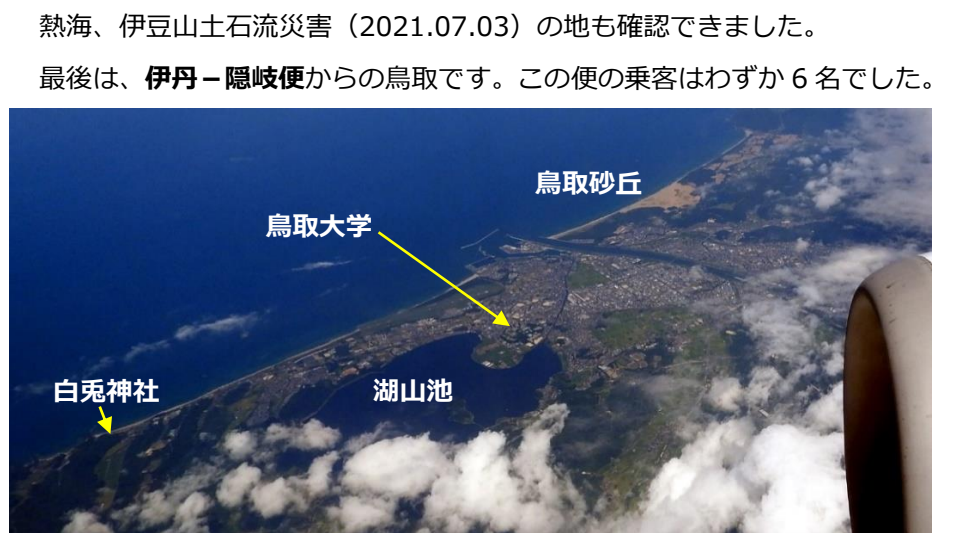 熱海、伊豆山土石流災害（2021.07.03）の地も確認できました。
最後は、伊丹－隠岐便からの鳥取です。この便の乗客はわずか 6 名でした。
鳥取砂丘
鳥取大学
白兎神社
湖山池